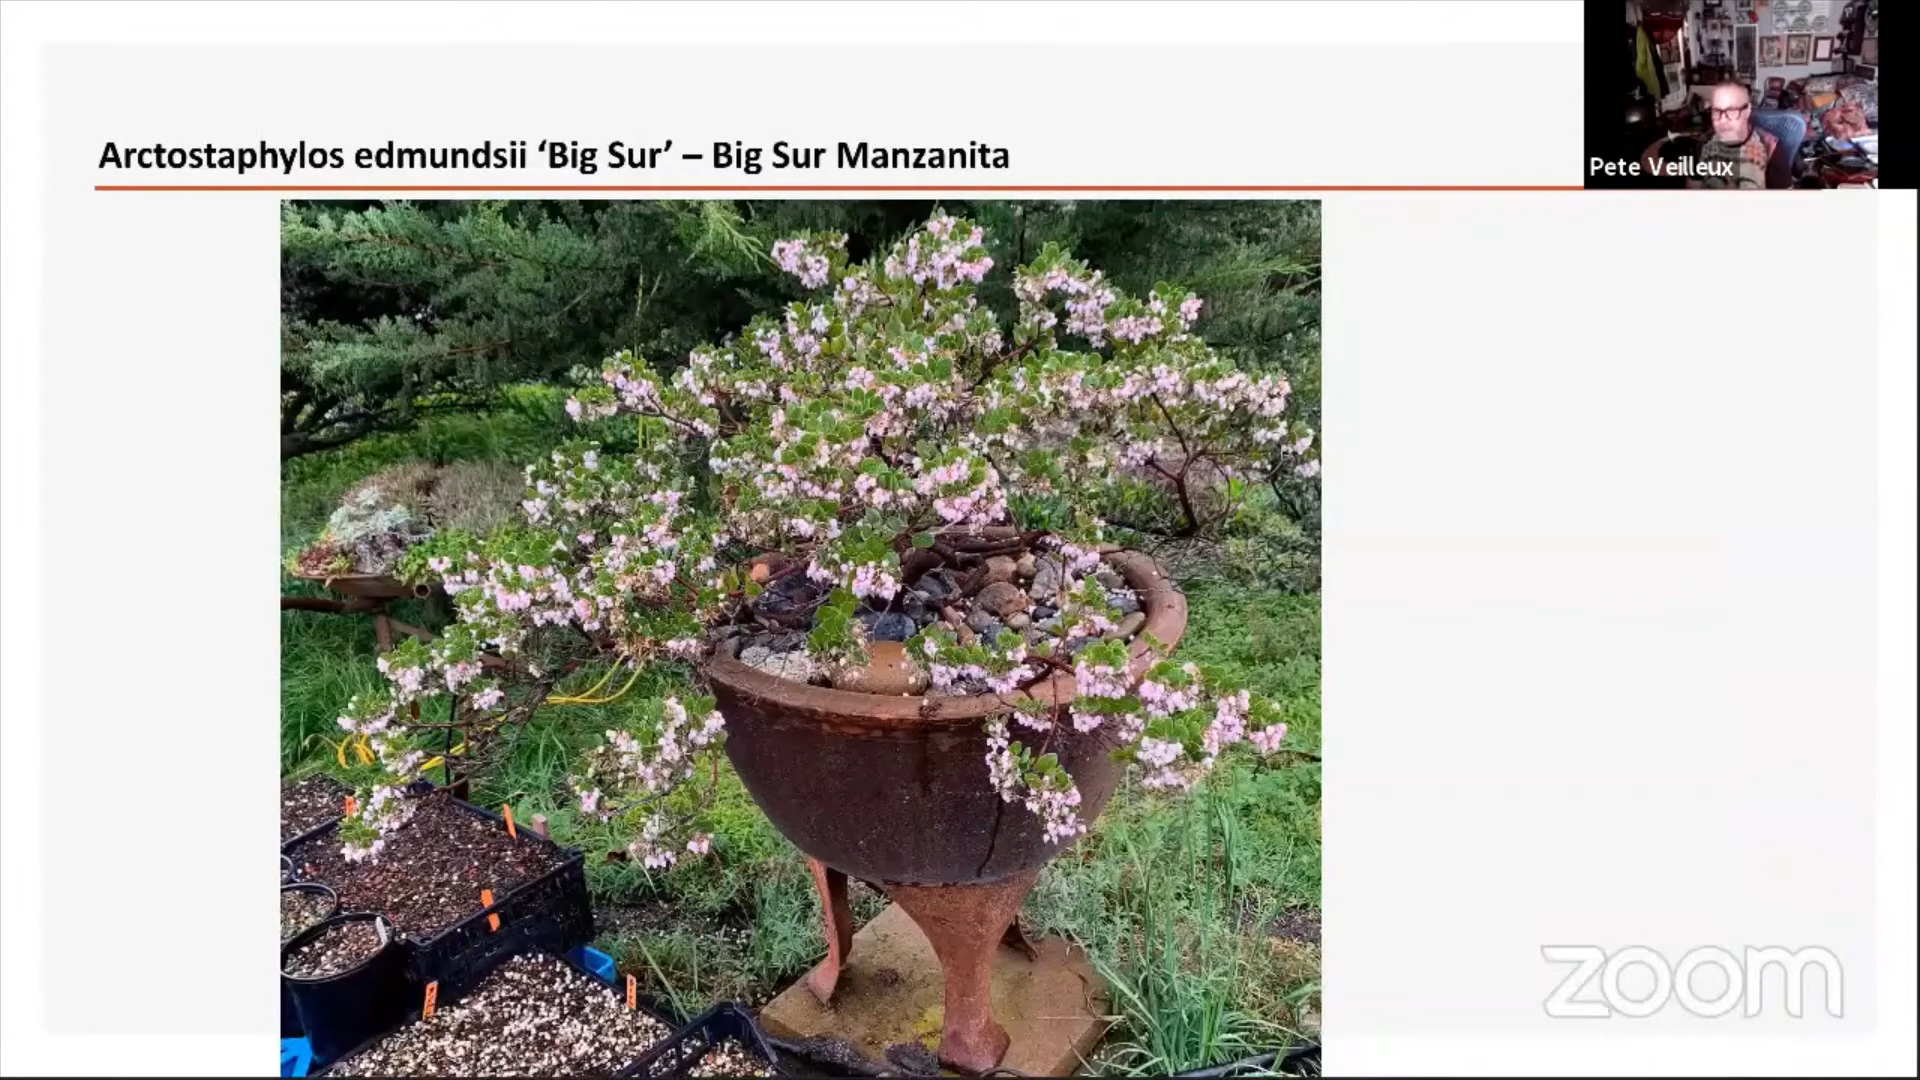 Arctostaphylos edmundsii ‘Big Sur’ – Big Sur Manzanita
Pete Veilleux
zoom